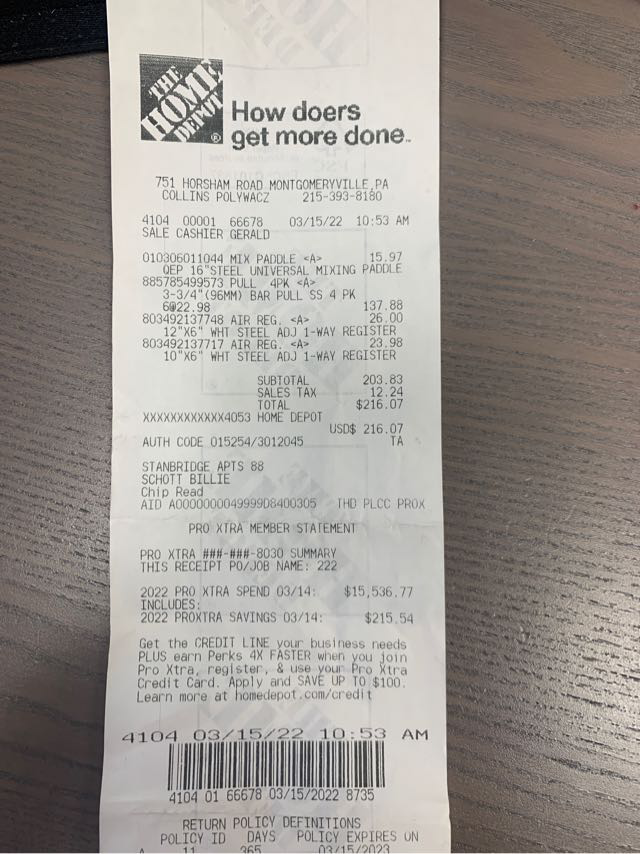 THE
HOME
DEPOT
®
How doers
get more done™
751 HORSHAM ROAD MONTGOMERYVILLE,PA
COLLINS POLYWACZ 215-393-8180
4104 00001 66678 03/15/22 10:53 AM
SALE CASHIER GERALD
010306011044 MIX PADDLE <A> 15.97
QEP 16"STEEL UNIVERSAL MIXING PADDLE
885785499573 PULL 4PK <A>
3-3/4"(96MM) BAR PULL SS 4 PK
6@22.98 137.88
803492137748 AIR REG. <A> 26.00
12"X6" WHT STEEL ADJ 1-WAY REGISTER
803492137717 AIR REG. <A> 23.98
10"X6" WHT STEEL ADJ 1-WAY REGISTER
SUBTOTAL 203.83
SALES TAX 12.24
TOTAL $216.07
XXXXXXXXXXXX4053 HOME DEPOT
USD$ 216.07
AUTH CODE 015254/3012045 TA
STANBRIDGE APTS 88
SCHOTT BILLIE
Chip Read
AID A0000000049999D8400305 THD PLCC PROX
PRO XTRA MEMBER STATEMENT
PRO XTRA ###-###-8030 SUMMARY
THIS RECEIPT PO/JOB NAME: 222
2022 PRO XTRA SPEND 03/14: $15,536.77
INCLUDES:
2022 PROXTRA SAVINGS 03/14: $215.54
Get the CREDIT LINE your business needs
PLUS earn Perks 4X FASTER when you join
Pro Xtra, register, & use your Pro Xtra
Credit Card. Apply and SAVE UP TO $100.
Learn more at homedepot.com/credit
4104 03/15/22 10:53 AM
4104 01 66678 03/15/2022 8735
RETURN POLICY DEFINITIONS
POLICY ID DAYS POLICY EXPIRES ON
A 11 365 03/15/2023